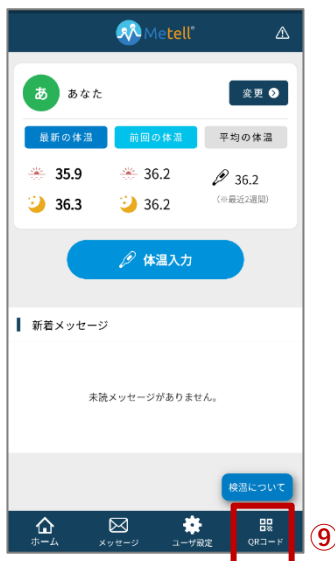 Metell®
あ あなた 変更
最新の体温 前回の体温 平均の体温
35.9 36.2 36.2
36.3 36.2 (※最近2週間)
体温入力
新着メッセージ
未読メッセージがありません。
検温について
ホーム メッセージ ユーザ設定 QRコード
⑨